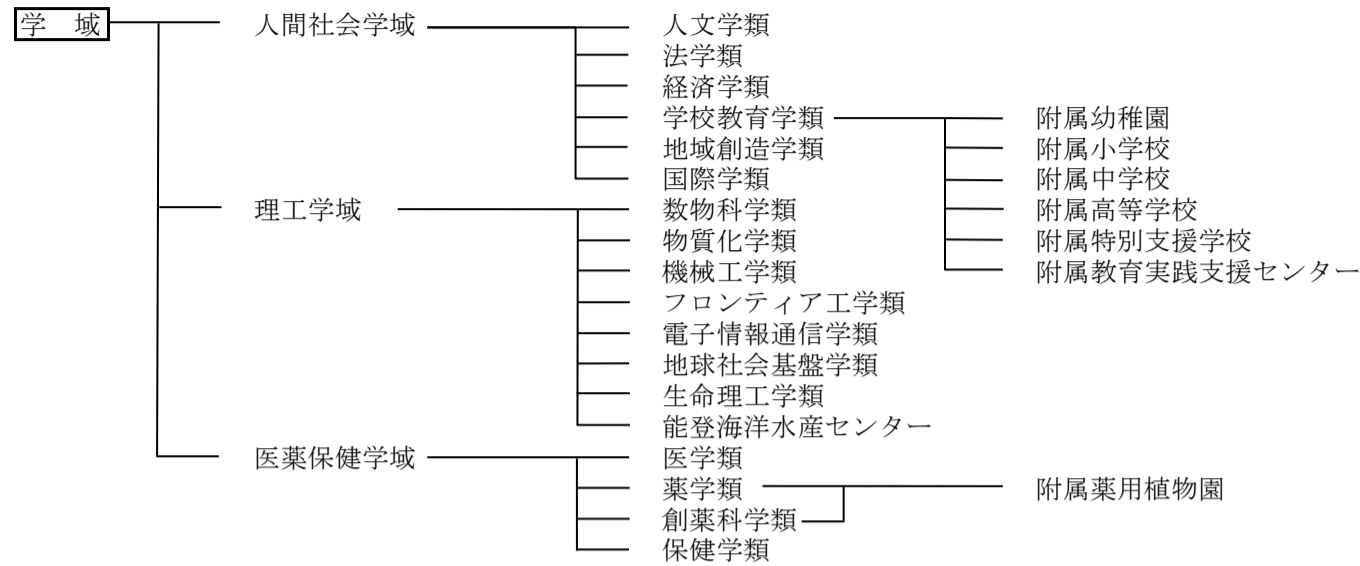 学　域 人間社会学域 人文学類
法学類
経済学類
学校教育学類 附属幼稚園
地域創造学類 附属小学校
国際学類 附属中学校
理工学域 数物科学類 附属高等学校
物質化学類 附属特別支援学校
機械工学類 附属教育実践支援センター
フロンティア工学類
電子情報通信学類
地球社会基盤学類
生命理工学類
能登海洋水産センター
医薬保健学域 医学類
薬学類 附属薬用植物園
創薬科学類
保健学類